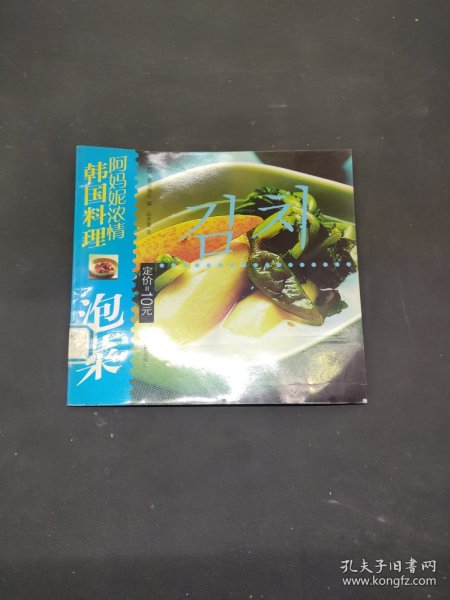 阿妈妮浓情
韩国料理
泡菜
김치
定价=10元
孔夫子旧书网
www.kongfz.com